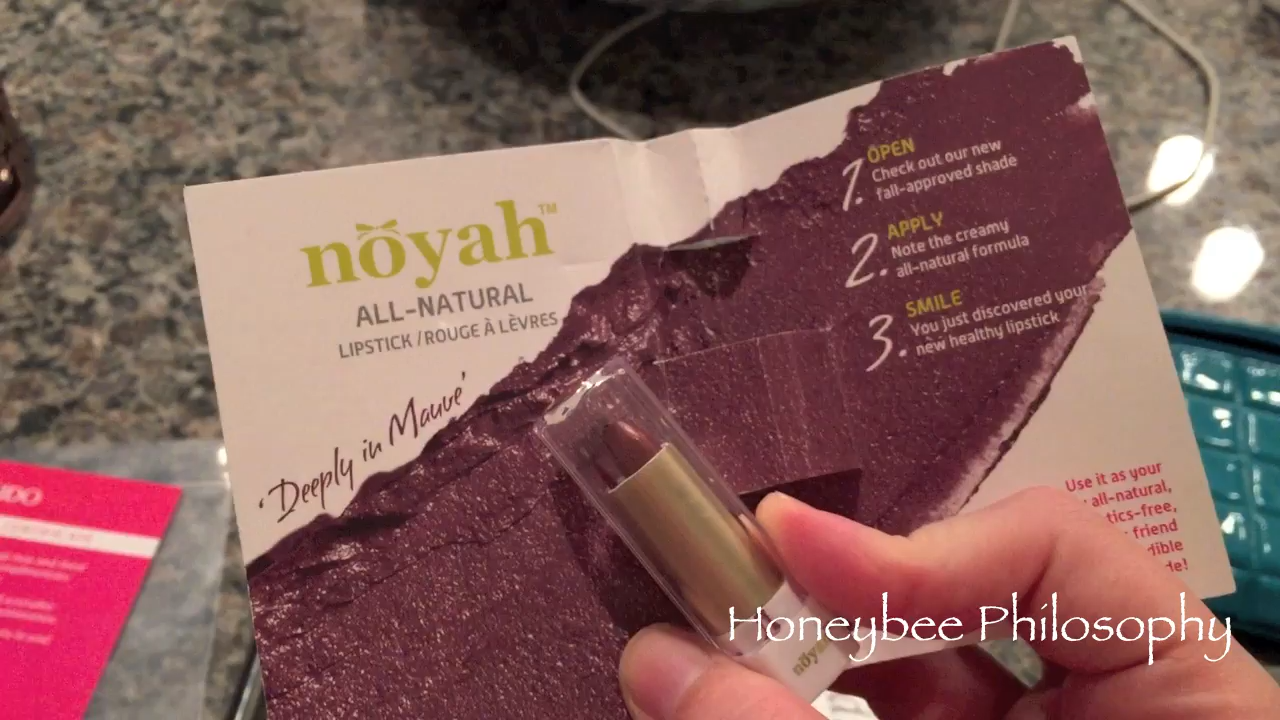 nöyah™
ALL-NATURAL
LIPSTICK / ROUGE À LÈVRES
'Deeply in Mauve'
1. OPEN
Check out our new
fall-approved shade
2. APPLY
Note the creamy
all-natural formula
3. SMILE
You just discovered your
new healthy lipstick
Use it as your
all-natural,
friend
nöyah
Honeybee Philosophy